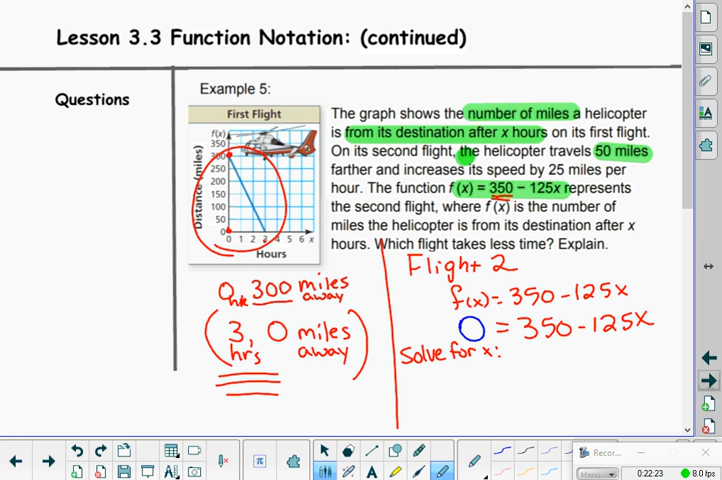 Lesson 3.3 Function Notation: (continued)
Questions
Example 5:
First Flight
f(x)
350
300
250
200
150
100
50
0
0 1 2 3 4 5 6 x
Distance (miles)
Hours
The graph shows the number of miles a helicopter
is from its destination after x hours on its first flight.
On its second flight, the helicopter travels 50 miles
farther and increases its speed by 25 miles per
hour. The function f(x) = 350 − 125x represents
the second flight, where f(x) is the number of
miles the helicopter is from its destination after x
hours. Which flight takes less time? Explain.
0hr 300 miles
away
(3, 0 miles
hrs away)
Flight 2
f(x) = 350 - 125x
0 = 350 - 125x
Solve for x:
Recor...
Menu
0:22:23
8.0 fps